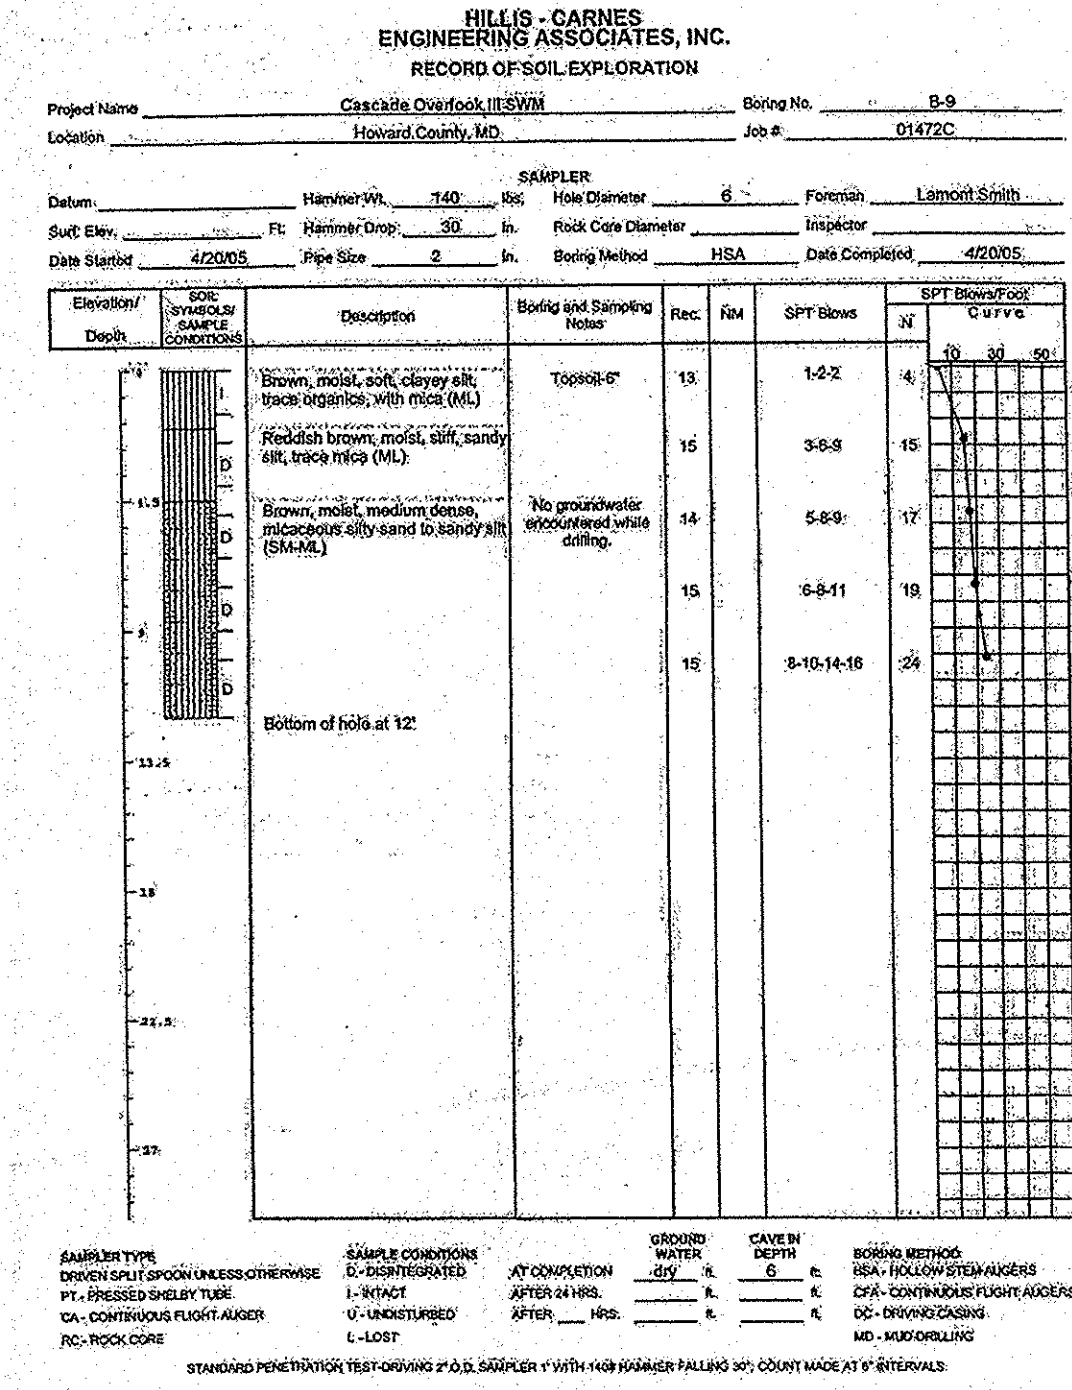 HILLIS - CARNES
ENGINEERING ASSOCIATES, INC.
RECORD OF SOIL EXPLORATION
Project Name Cascade Overlook III SWM Boring No. B-9
Location Howard County, MD Job # 01472C
SAMPLER
Datum Hammer Wt. 140 lbs. Hole Diameter 6 Foreman Lamont Smith
Surf. Elev. Ft. Hammer Drop 30 in. Rock Core Diameter Inspector
Date Started 4/20/05 Pipe Size 2 in. Boring Method HSA Date Completed 4/20/05
Elevation/ Depth SOIL SYMBOLS/ SAMPLE CONDITIONS Description Boring and Sampling Notes Rec. NM SPT Blows N SPT Blows/Foot Curve
10 30 50
Brown, moist, soft, clayey silt, Topsoil-6" 13 1-2-2 4
I
trace organics, with mica (ML)
Reddish brown, moist, stiff, sandy 15 3-6-9 15
silt, trace mica (ML)
D
4.5
Brown, moist, medium dense, No groundwater 14 5-8-9 17
micaceous silty sand to sandy silt encountered while
D
(SM-ML) drilling.
15 6-8-11 19
D
9
15 8-10-14-16 24
D
Bottom of hole at 12'
13.5
18
22.5
27
SAMPLER TYPE SAMPLE CONDITIONS GROUND WATER CAVE IN DEPTH BORING METHOD
DRIVEN SPLIT SPOON UNLESS OTHERWISE D - DISINTEGRATED AT COMPLETION dry ft. 6 ft. HSA - HOLLOW STEM AUGERS
PT - PRESSED SHELBY TUBE I - INTACT AFTER 24 HRS. ft. ft. CFA - CONTINUOUS FLIGHT AUGERS
CA - CONTINUOUS FLIGHT AUGER U - UNDISTURBED AFTER ___ HRS. ft. ft. DC - DRIVING CASING
RC - ROCK CORE L - LOST MD - MUD DRILLING
STANDARD PENETRATION TEST-DRIVING 2" O.D. SAMPLER 1' WITH 140# HAMMER FALLING 30"; COUNT MADE AT 6" INTERVALS.